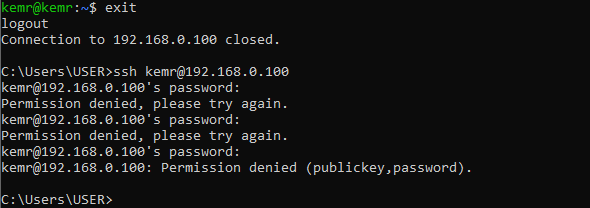 kemr@kemr:~$ exit
logout
Connection to 192.168.0.100 closed.
C:\Users\USER>ssh kemr@192.168.0.100
kemr@192.168.0.100's password:
Permission denied, please try again.
kemr@192.168.0.100's password:
Permission denied, please try again.
kemr@192.168.0.100's password:
kemr@192.168.0.100: Permission denied (publickey,password).
C:\Users\USER>